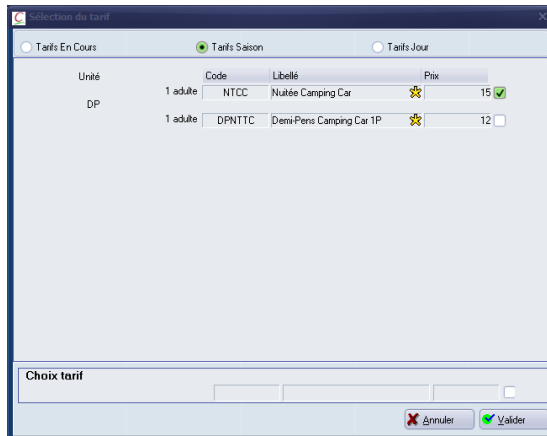 Sélection du tarif
Tarifs En Cours Tarifs Saison Tarifs Jour
Unité Code Libellé Prix
1 adulte NTCC Nuitée Camping Car 15
DP
1 adulte DPNTTC Demi-Pens Camping Car 1P 12
Choix tarif
Annuler Valider